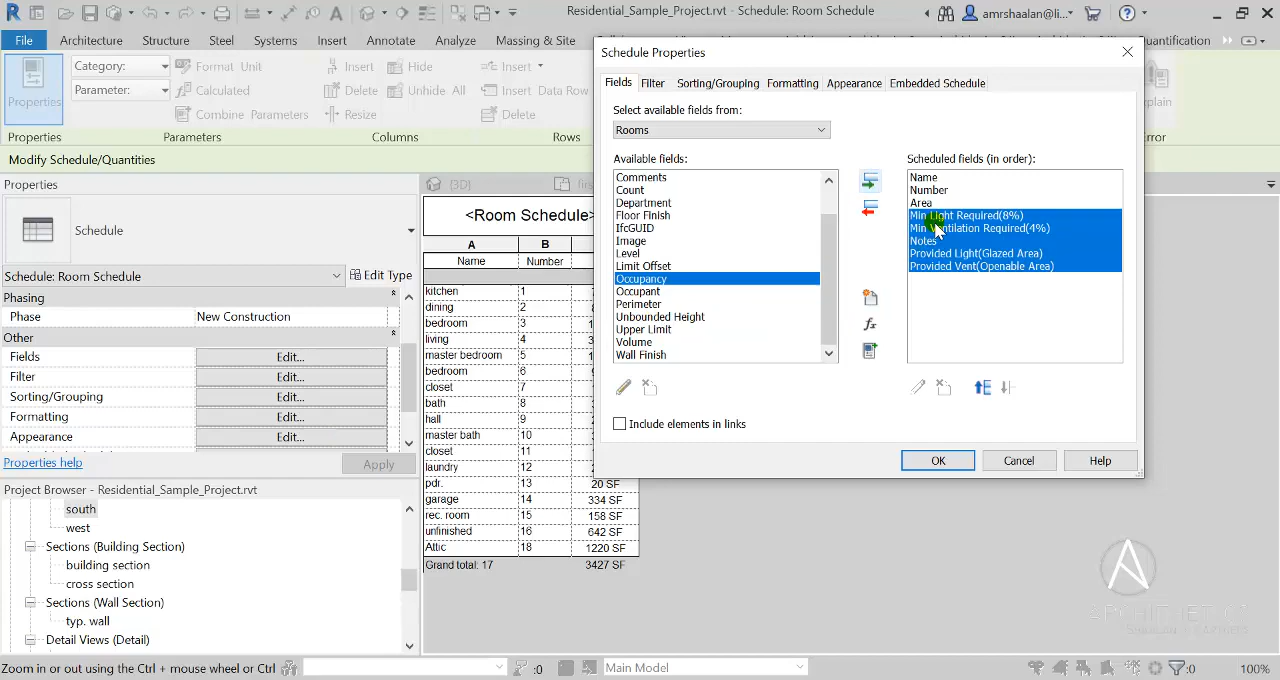 Residential_Sample_Project.rvt - Schedule: Room Schedule
amrshaalan@li...
File
Architecture
Structure
Steel
Systems
Insert
Annotate
Analyze
Massing & Site
Quantification
Properties
Category:
Parameter:
Format Unit
Calculated
Combine Parameters
Insert
Delete
Resize
Hide
Unhide All
Insert
Insert Data Row
Delete
Properties
Parameters
Columns
Rows
Modify Schedule/Quantities
Properties
Schedule
Schedule: Room Schedule
Edit Type
Phasing
Phase
New Construction
Other
Fields
Edit...
Filter
Edit...
Sorting/Grouping
Edit...
Formatting
Edit...
Appearance
Edit...
Properties help
Apply
Project Browser - Residential_Sample_Project.rvt
south
west
Sections (Building Section)
building section
cross section
Sections (Wall Section)
typ. wall
Detail Views (Detail)
{3D}
<Room Schedule>
A
B
Name
Number
kitchen 1
dining 2
bedroom 3
living 4
master bedroom 5
bedroom 6
closet 7
bath 8
hall 9
master bath 10
closet 11
laundry 12
pdr. 13 20 SF
garage 14 334 SF
rec. room 15 158 SF
unfinished 16 642 SF
Attic 18 1220 SF
Grand total: 17 3427 SF
Schedule Properties
Fields
Filter
Sorting/Grouping
Formatting
Appearance
Embedded Schedule
Select available fields from:
Rooms
Available fields:
Comments
Count
Department
Floor Finish
IfcGUID
Image
Level
Limit Offset
Occupancy
Occupant
Perimeter
Unbounded Height
Upper Limit
Volume
Wall Finish
Scheduled fields (in order):
Name
Number
Area
Min Light Required(8%)
Min Ventilation Required(4%)
Notes
Provided Light(Glazed Area)
Provided Vent(Openable Area)
Include elements in links
OK
Cancel
Help
Zoom in or out using the Ctrl + mouse wheel or Ctrl
:0
Main Model
:0
100%